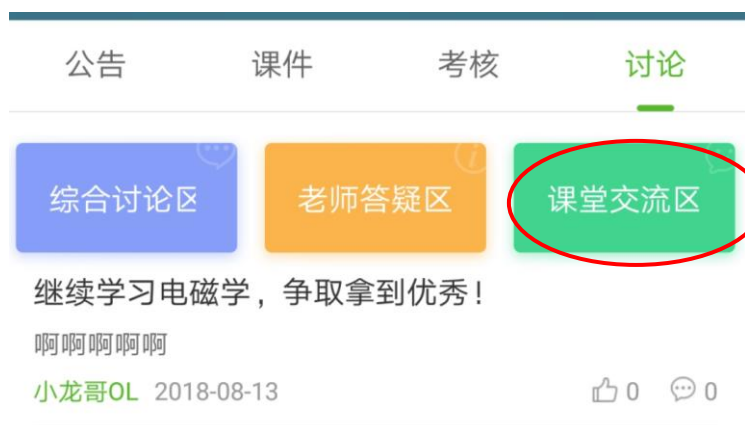 公告 课件 考核 讨论
综合讨论区 老师答疑区 课堂交流区
继续学习电磁学，争取拿到优秀！
啊啊啊啊啊
小龙哥OL 2018-08-13 0 0